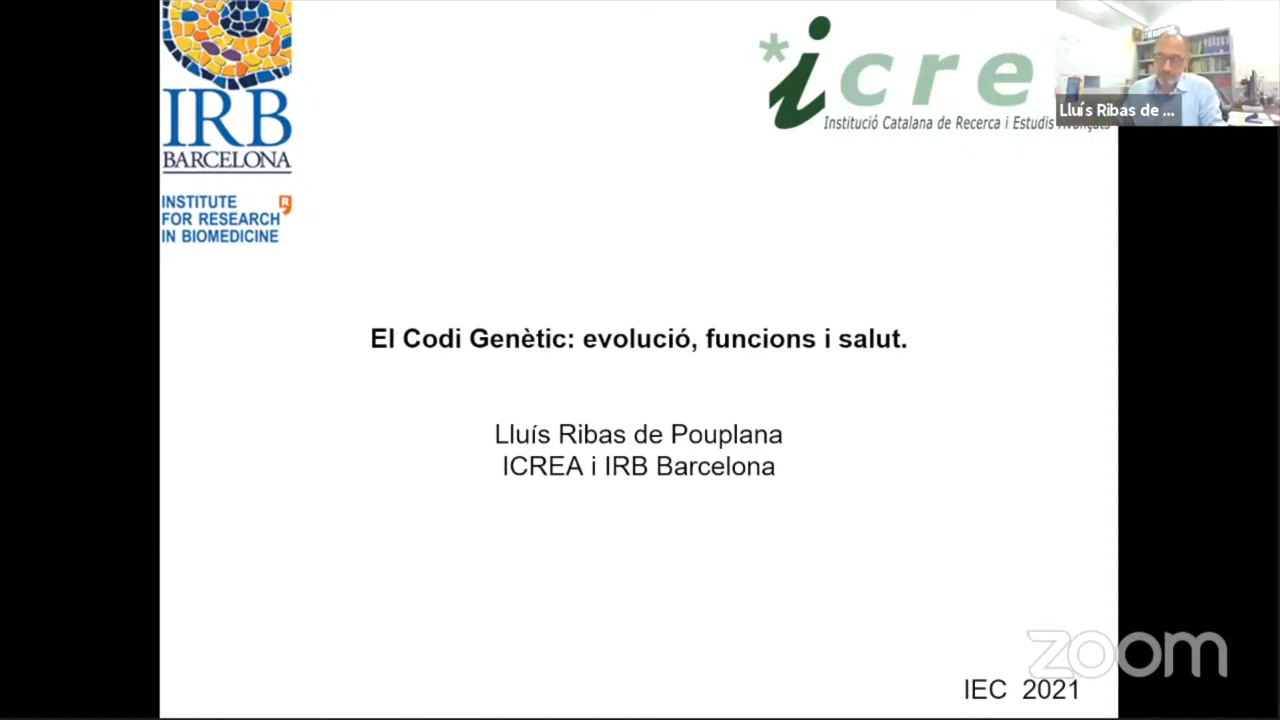 IRB
BARCELONA
INSTITUTE
FOR RESEARCH
IN BIOMEDICINE
R
*icre
Institució Catalana de Recerca i Estudis Avançats
Lluís Ribas de ...
El Codi Genètic: evolució, funcions i salut.
Lluís Ribas de Pouplana
ICREA i IRB Barcelona
zoom
IEC 2021